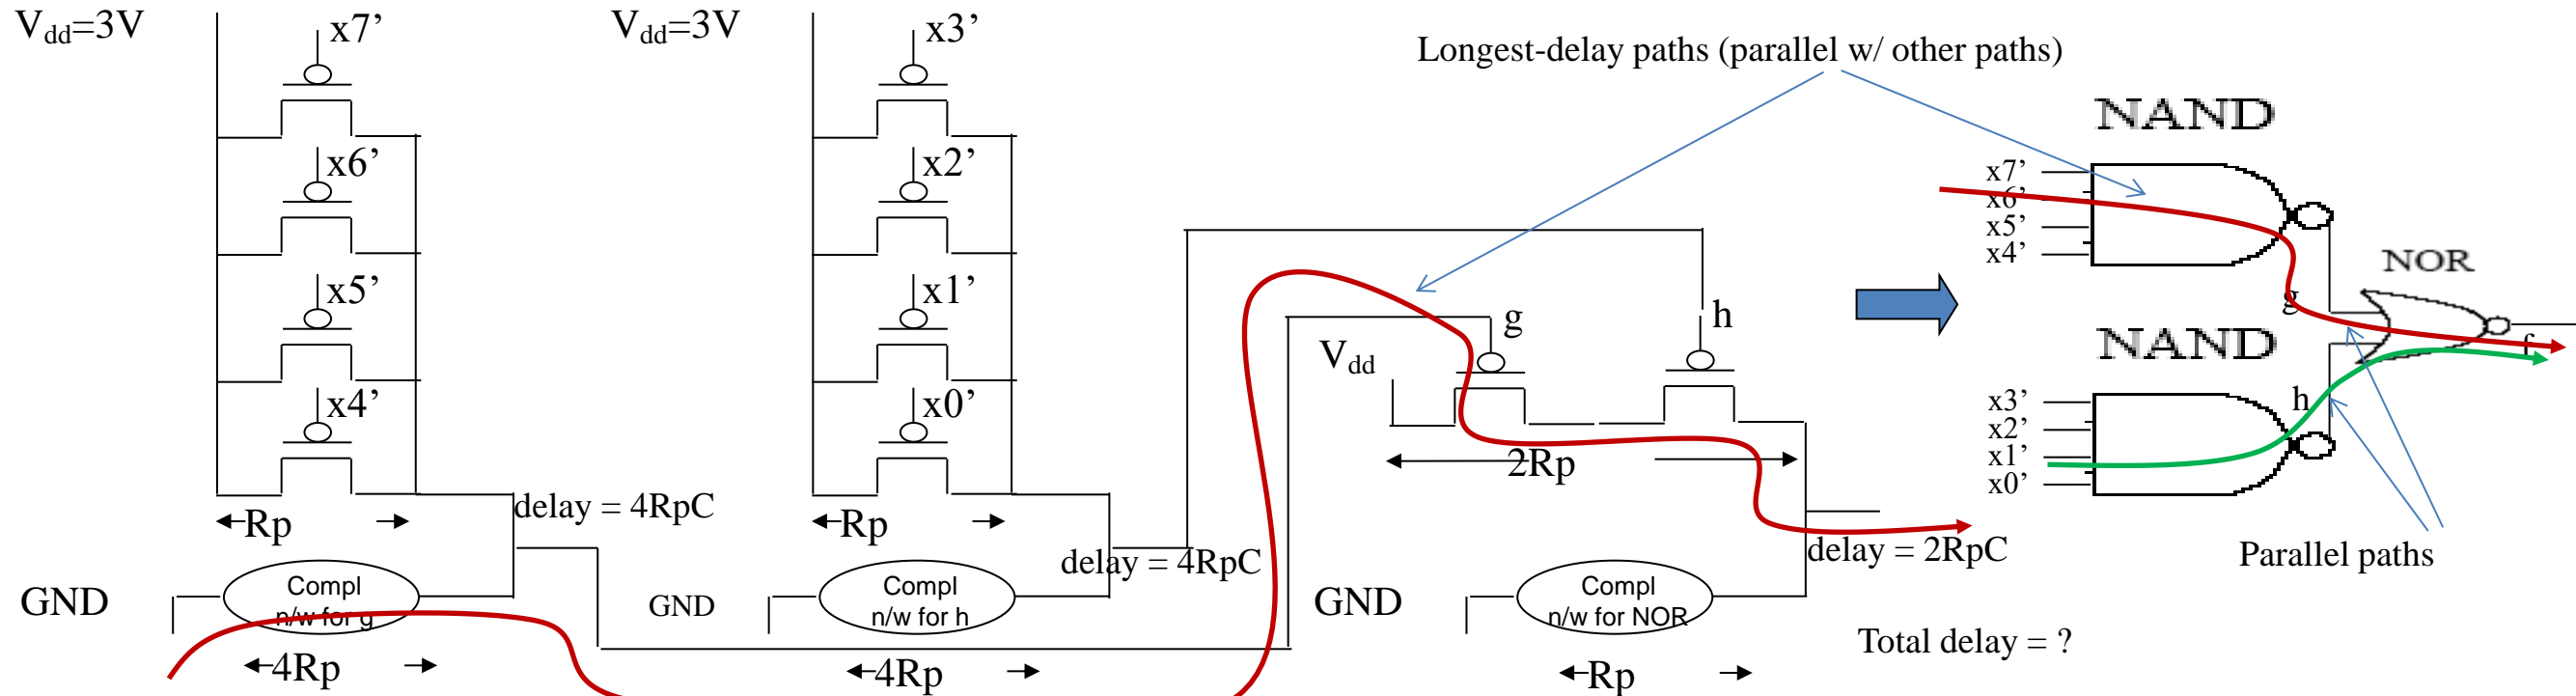 Vdd=3V
x7’
x6’
x5’
x4’
Rp
delay = 4RpC
GND
Compl
n/w for g
4Rp
Vdd=3V
x3’
x2’
x1’
x0’
Rp
delay = 4RpC
GND
Compl
n/w for h
4Rp
Longest-delay paths (parallel w/ other paths)
g
h
Vdd
2Rp
delay = 2RpC
GND
Compl
n/w for NOR
Rp
Total delay = ?
NAND
x7’
x6’
x5’
x4’
g
NOR
f
NAND
x3’
x2’
x1’
x0’
h
Parallel paths